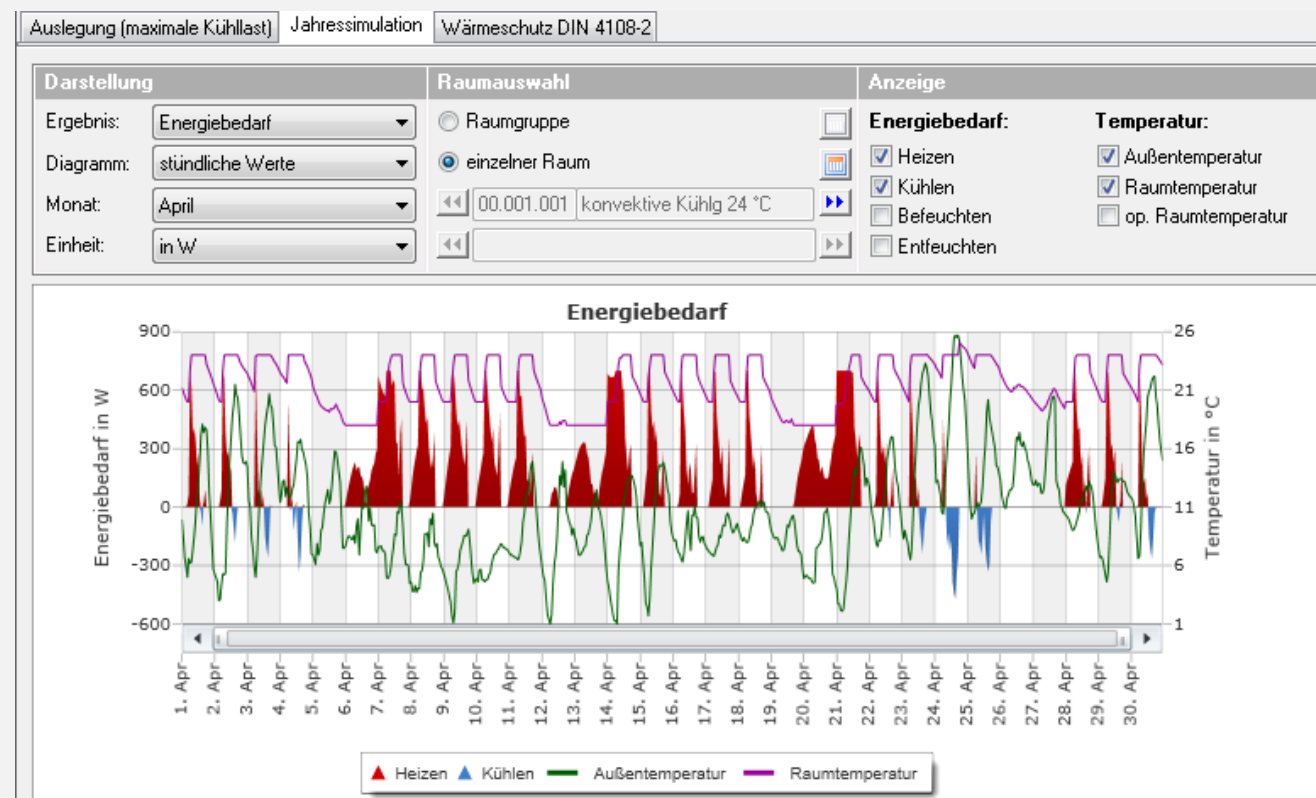 Auslegung (maximale Kühllast) Jahressimulation Wärmeschutz DIN 4108-2
Darstellung Raumauswahl Anzeige
Ergebnis: Energiebedarf Raumgruppe Energiebedarf: Temperatur:
Diagramm: stündliche Werte einzelner Raum Heizen Außentemperatur
Monat: April 00.001.001 konvektive Kühlg 24 °C Kühlen Raumtemperatur
Befeuchten op. Raumtemperatur
Einheit: in W Entfeuchten
Energiebedarf
900 26
600 21
300 16
0 11
-300 6
-600 1
Energiebedarf in W
Temperatur in °C
1. Apr 2. Apr 3. Apr 4. Apr 5. Apr 6. Apr 7. Apr 8. Apr 9. Apr 10. Apr 11. Apr 12. Apr 13. Apr 14. Apr 15. Apr 16. Apr 17. Apr 18. Apr 19. Apr 20. Apr 21. Apr 22. Apr 23. Apr 24. Apr 25. Apr 26. Apr 27. Apr 28. Apr 29. Apr 30. Apr
Heizen Kühlen Außentemperatur Raumtemperatur